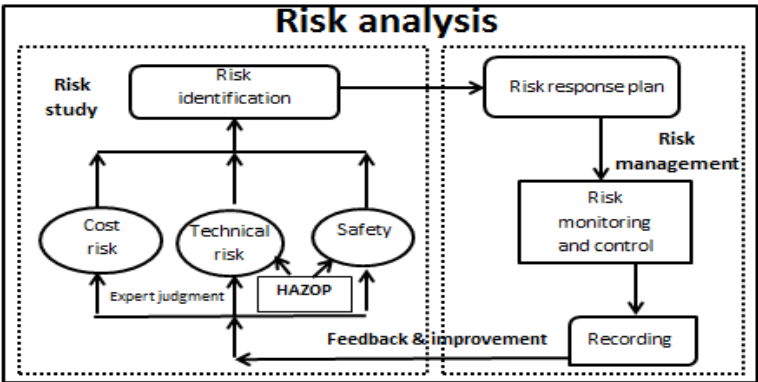 Risk analysis
Risk
study
Risk
identification
Cost
risk
Technical
risk
Safety
Expert judgment
HAZOP
Risk response plan
Risk
management
Risk
monitoring
and control
Recording
Feedback & improvement